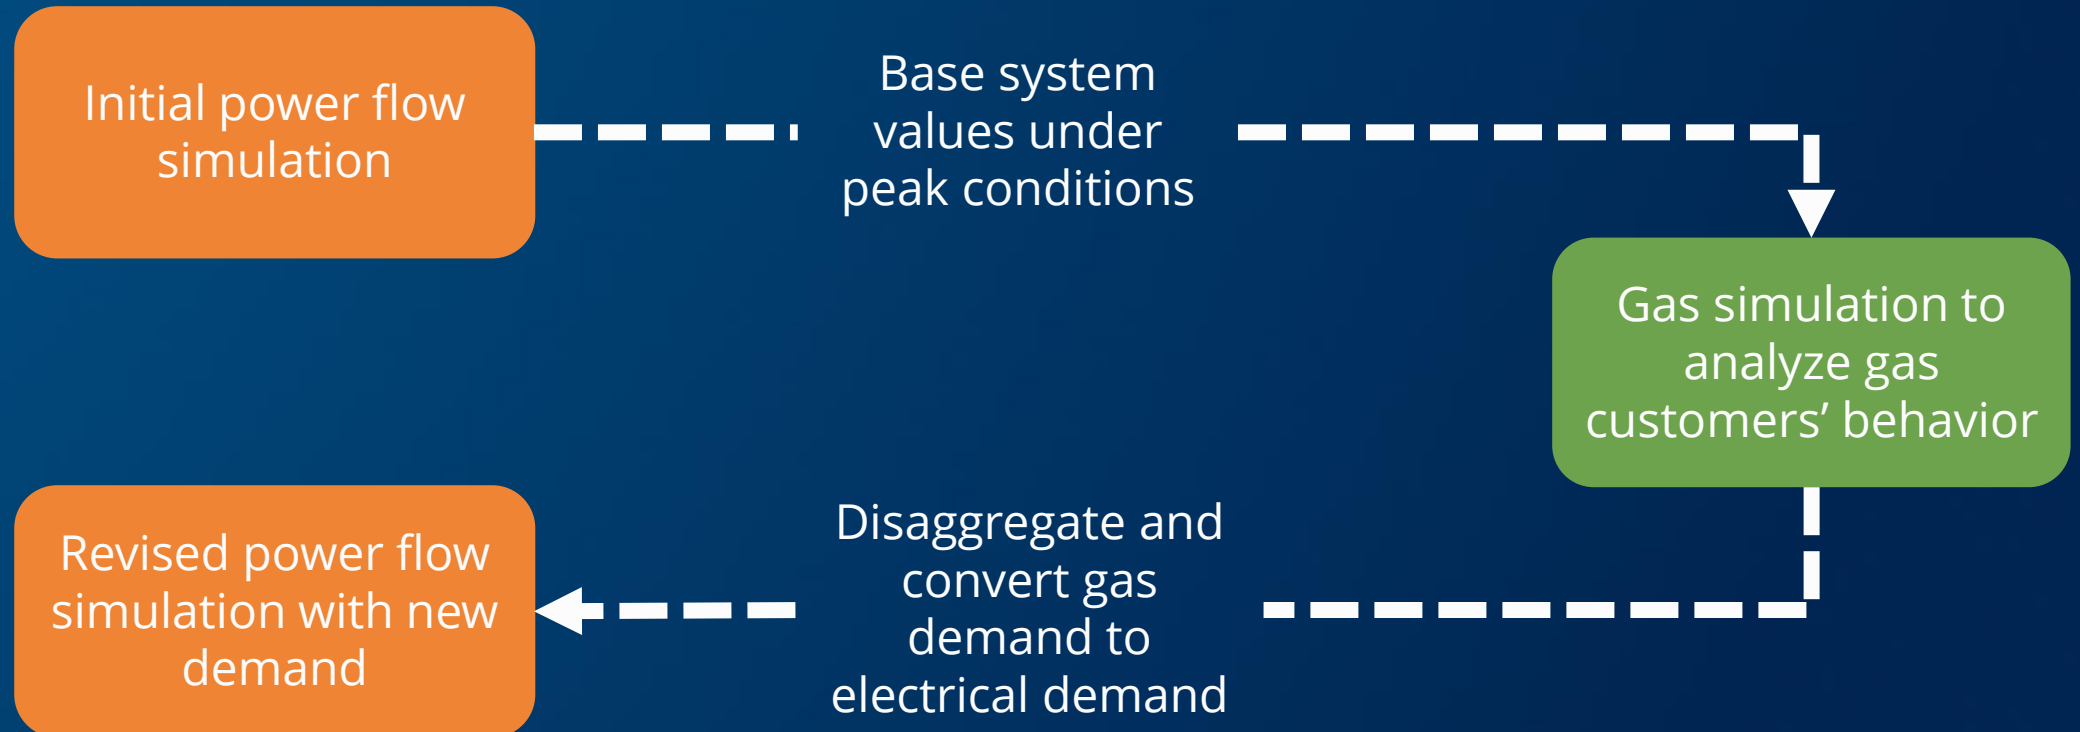 Initial power flow
simulation
Base system
values under
peak conditions
Gas simulation to
analyze gas
customers’ behavior
Disaggregate and
convert gas
demand to
electrical demand
Revised power flow
simulation with new
demand